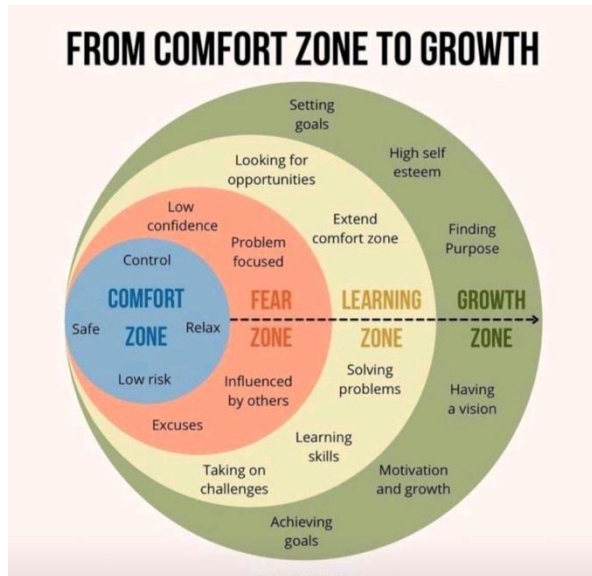 FROM COMFORT ZONE TO GROWTH
Setting
goals
High self
esteem
Looking for
opportunities
Low
confidence
Extend
comfort zone
Finding
Purpose
Problem
focused
Control
COMFORT
ZONE
Safe
Relax
Low risk
FEAR
ZONE
LEARNING
ZONE
GROWTH
ZONE
Influenced
by others
Solving
problems
Having
a vision
Excuses
Learning
skills
Taking on
challenges
Motivation
and growth
Achieving
goals